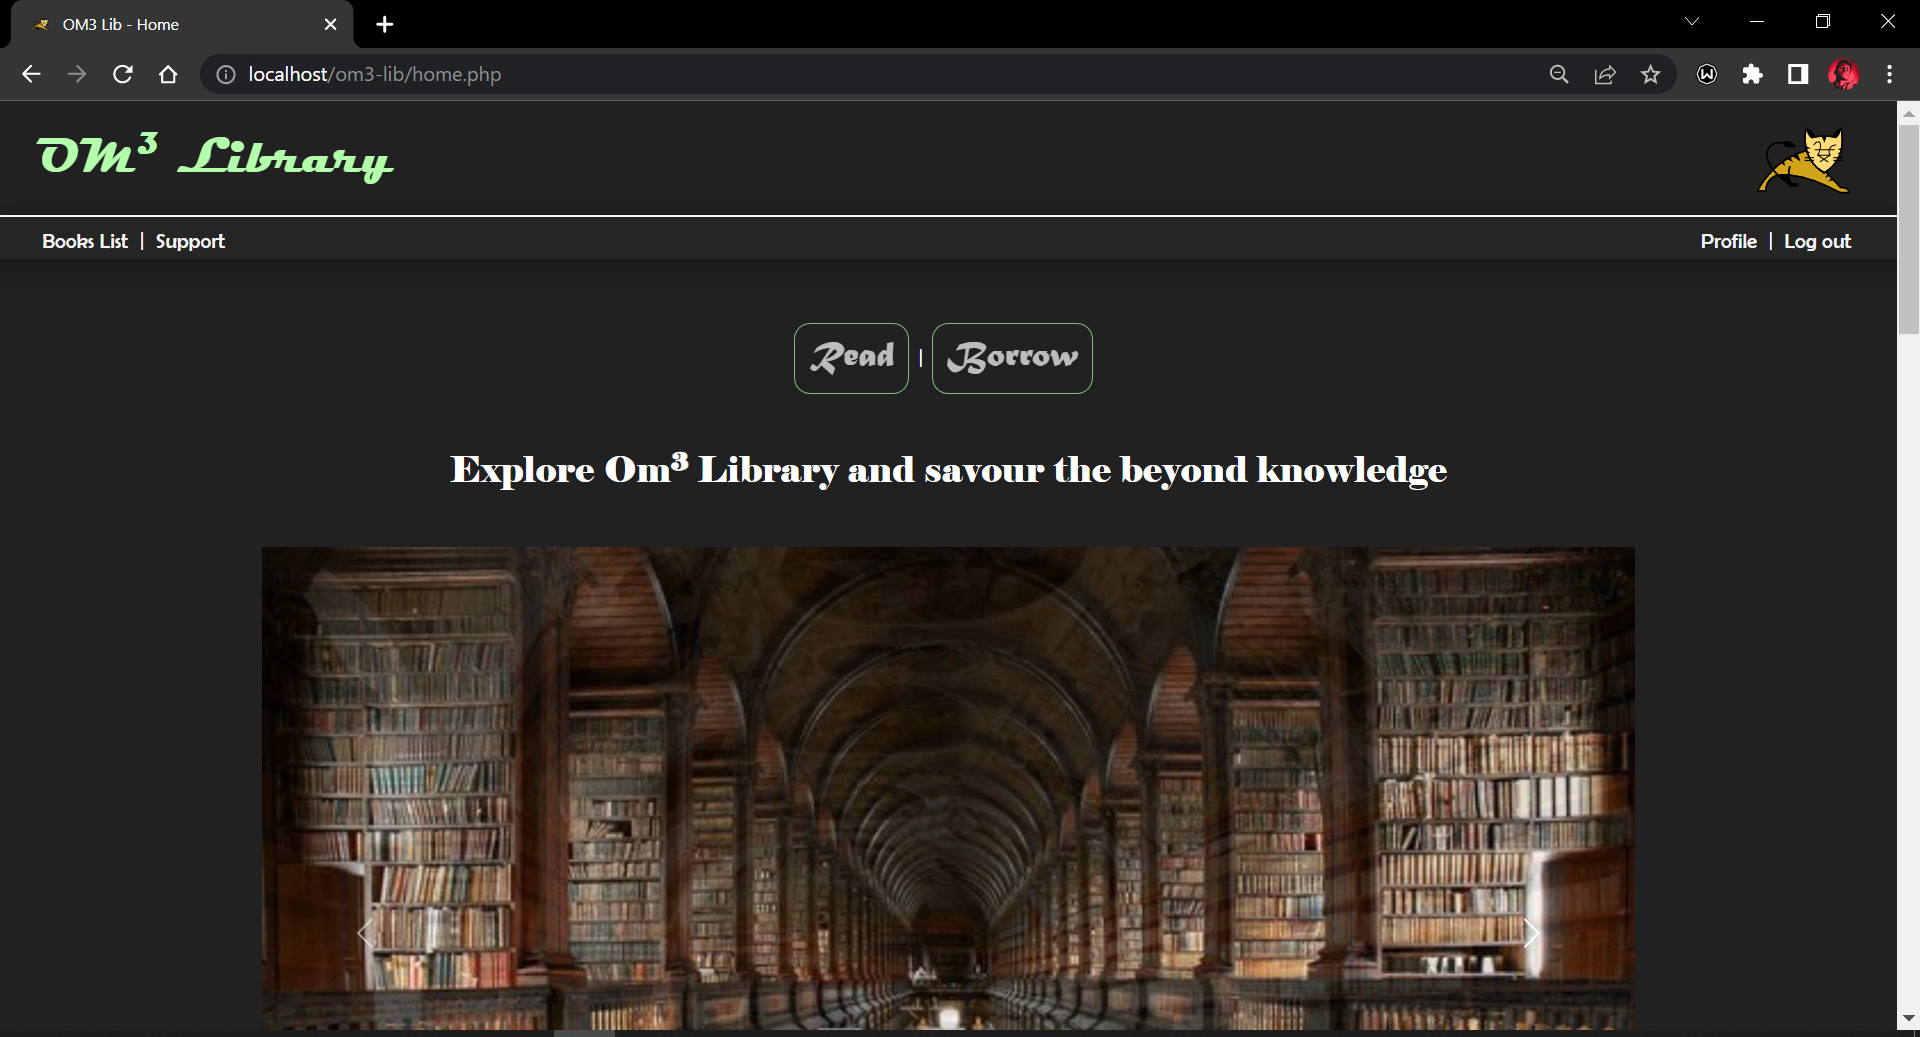 OM3 Lib - Home
localhost/om3-lib/home.php
OM³ Library
Books List | Support
Profile | Log out
Read | Borrow
Explore Om³ Library and savour the beyond knowledge